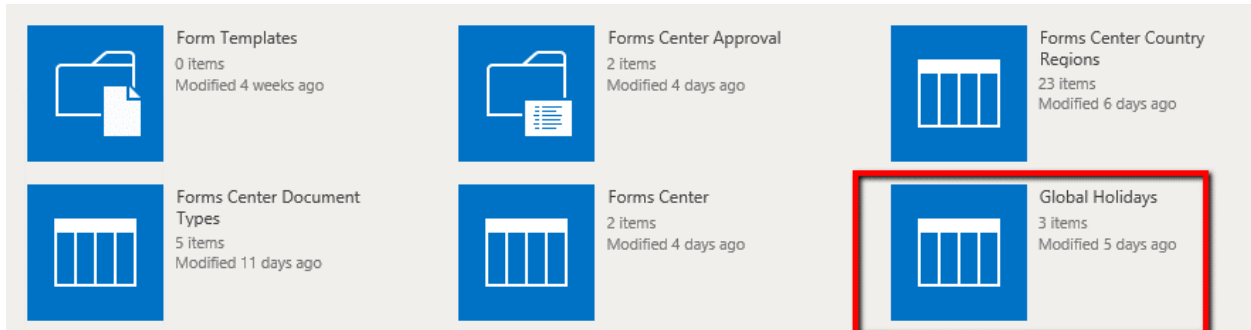 Form Templates
0 items
Modified 4 weeks ago
Forms Center Approval
2 items
Modified 4 days ago
Forms Center Country
Regions
23 items
Modified 6 days ago
Forms Center Document
Types
5 items
Modified 11 days ago
Forms Center
2 items
Modified 4 days ago
Global Holidays
3 items
Modified 5 days ago